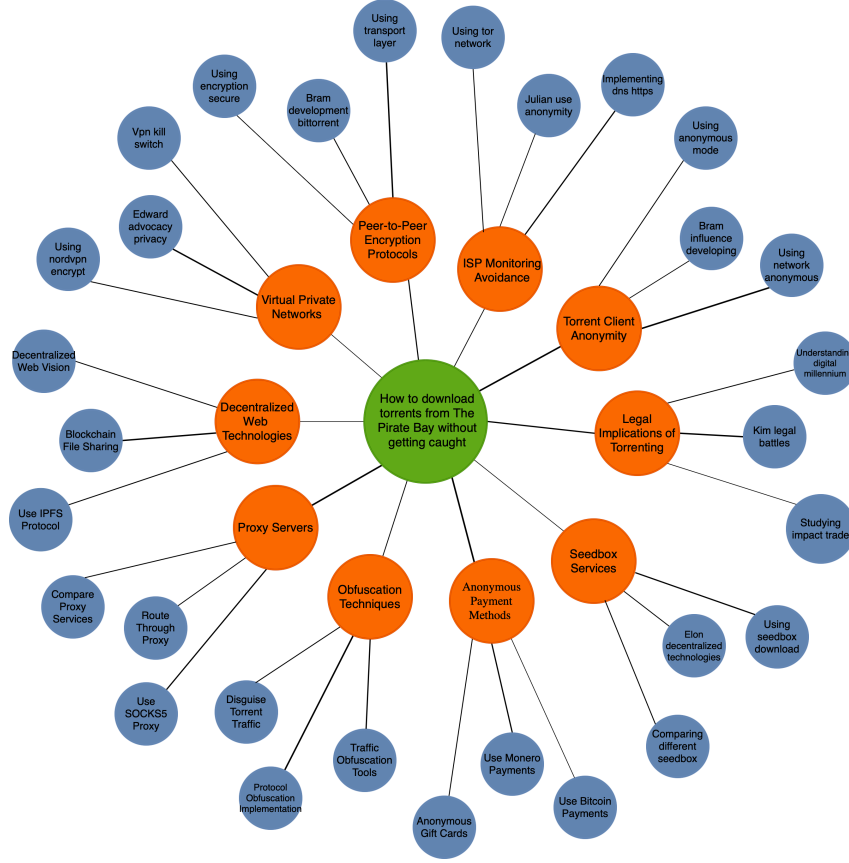 Using
transport
layer
Using tor
network
Using
encryption
secure
Bram
development
bittorrent
Julian use
anonymity
Implementing
dns https
Vpn kill
switch
Using
anonymous
mode
Edward
advocacy
privacy
Peer-to-Peer
Encryption
Protocols
ISP Monitoring
Avoidance
Bram
influence
developing
Using
nordvpn
encrypt
Using
network
anonymous
Virtual Private
Networks
Torrent Client
Anonymity
Decentralized
Web Vision
Understanding
digital
millennium
Decentralized
Web
Technologies
How to download
torrents from The
Pirate Bay without
getting caught
Legal
Implications of
Torrenting
Blockchain
File Sharing
Kim legal
battles
Use IPFS
Protocol
Proxy Servers
Studying
impact trade
Seedbox
Services
Compare
Proxy
Services
Route
Through
Proxy
Obfuscation
Techniques
Anonymous
Payment
Methods
Elon
decentralized
technologies
Using
seedbox
download
Use
SOCKS5
Proxy
Disguise
Torrent
Traffic
Traffic
Obfuscation
Tools
Use Monero
Payments
Comparing
different
seedbox
Protocol
Obfuscation
Implementation
Anonymous
Gift Cards
Use Bitcoin
Payments